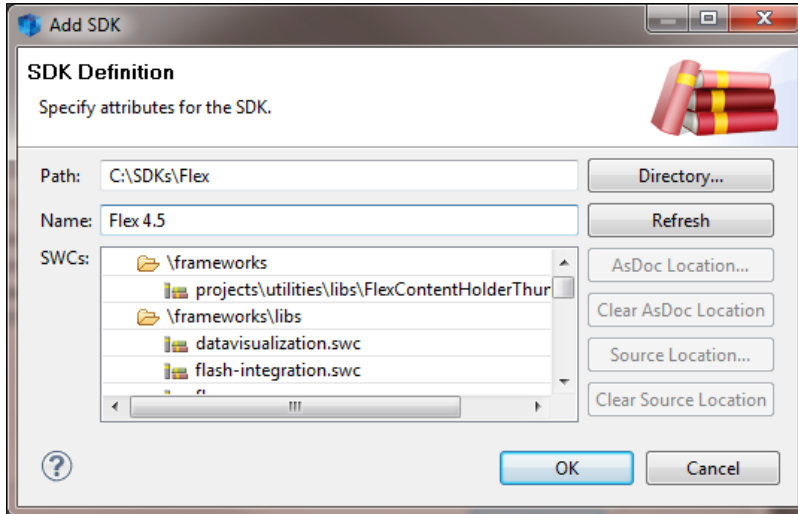 Add SDK
SDK Definition
Specify attributes for the SDK.
Path: C:\SDKs\Flex Directory...
Name: Flex 4.5 Refresh
SWCs: \frameworks AsDoc Location...
projects\utilities\libs\FlexContentHolderThur
\frameworks\libs Clear AsDoc Location
datavisualization.swc Source Location...
flash-integration.swc
Clear Source Location
? OK Cancel